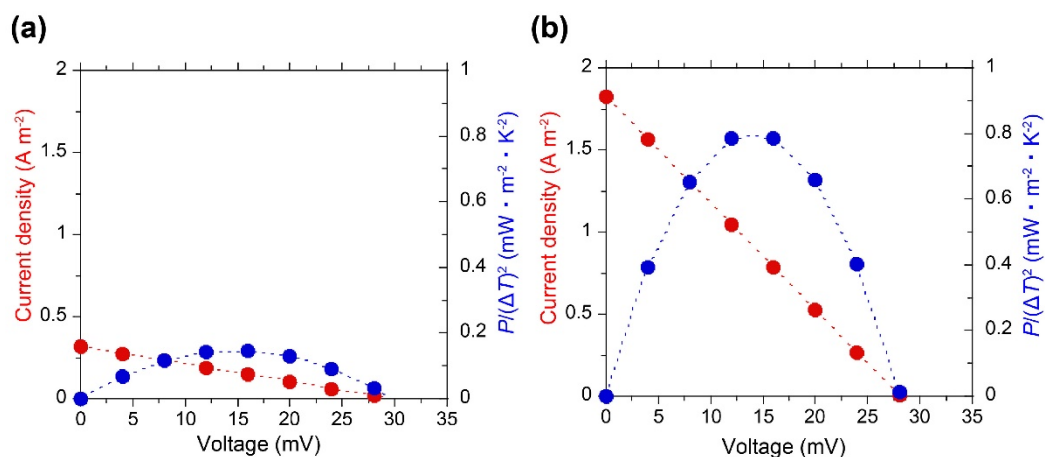 (a)
2
1.5
1
0.5
0
Current density (A m⁻²)
0 5 10 15 20 25 30 35
Voltage (mV)
1
0.8
0.6
0.4
0.2
0
P/(ΔT)² (mW・m⁻²・K⁻²)
(b)
2
1.5
1
0.5
0
Current density (A m⁻²)
0 5 10 15 20 25 30 35
Voltage (mV)
1
0.8
0.6
0.4
0.2
0
P/(ΔT)² (mW・m⁻²・K⁻²)